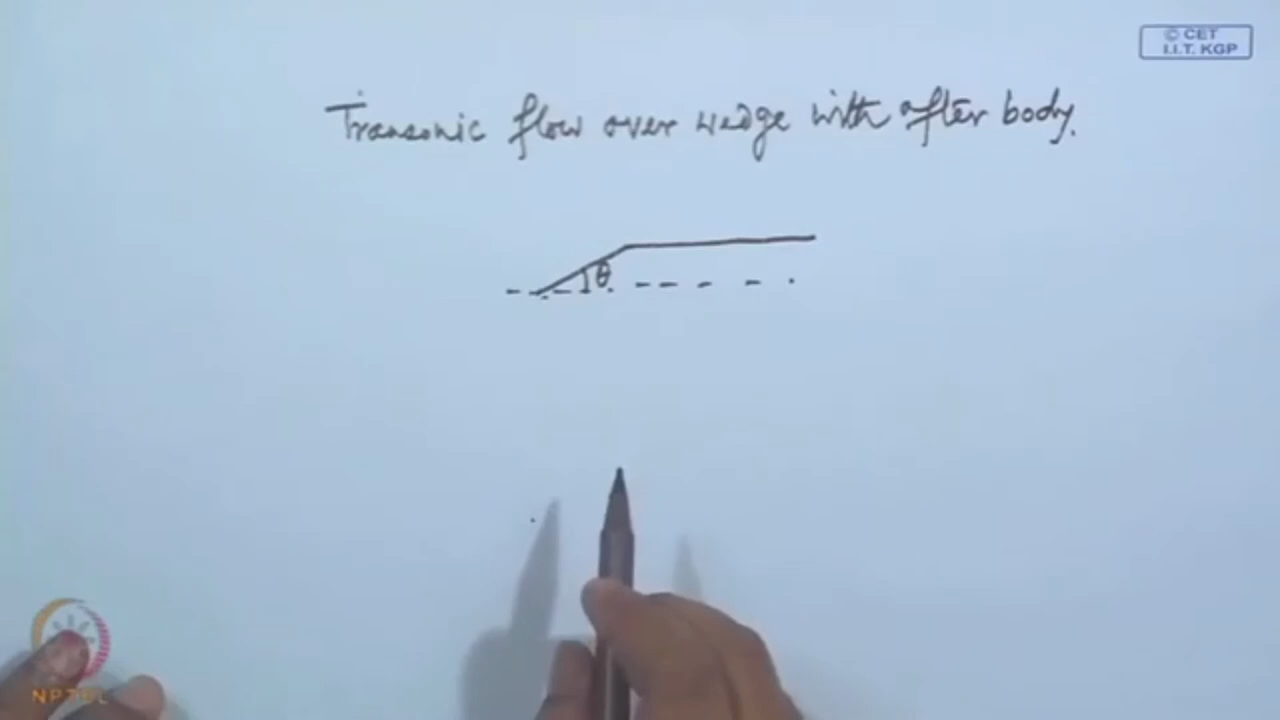 © CET
I.I.T. KGP
Transonic flow over wedge with after body.
θ
NPTEL